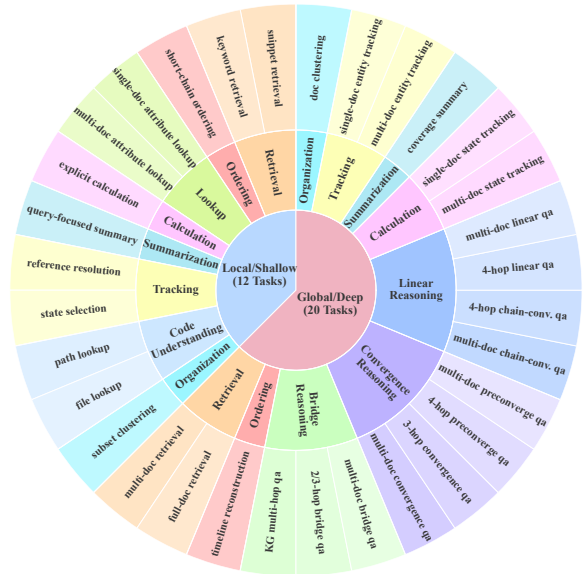 Local/Shallow
(12 Tasks)
Global/Deep
(20 Tasks)
Organization
Tracking
Summarization
Calculation
Linear
Reasoning
Convergence
Reasoning
Bridge
Reasoning
Ordering
Retrieval
Organization
Code
Understanding
Tracking
Summarization
Calculation
Lookup
Ordering
Retrieval
doc clustering
single-doc entity tracking
multi-doc entity tracking
coverage summary
single-doc state tracking
multi-doc state tracking
multi-doc linear qa
4-hop linear qa
4-hop chain-conv. qa
multi-doc chain-conv. qa
multi-doc preconverge qa
4-hop preconverge qa
3-hop convergence qa
multi-doc convergence qa
multi-doc bridge qa
2/3-hop bridge qa
KG multi-hop qa
timeline reconstruction
full-doc retrieval
multi-doc retrieval
subset clustering
file lookup
path lookup
state selection
reference resolution
query-focused summary
explicit calculation
multi-doc attribute lookup
single-doc attribute lookup
short-chain ordering
keyword retrieval
snippet retrieval